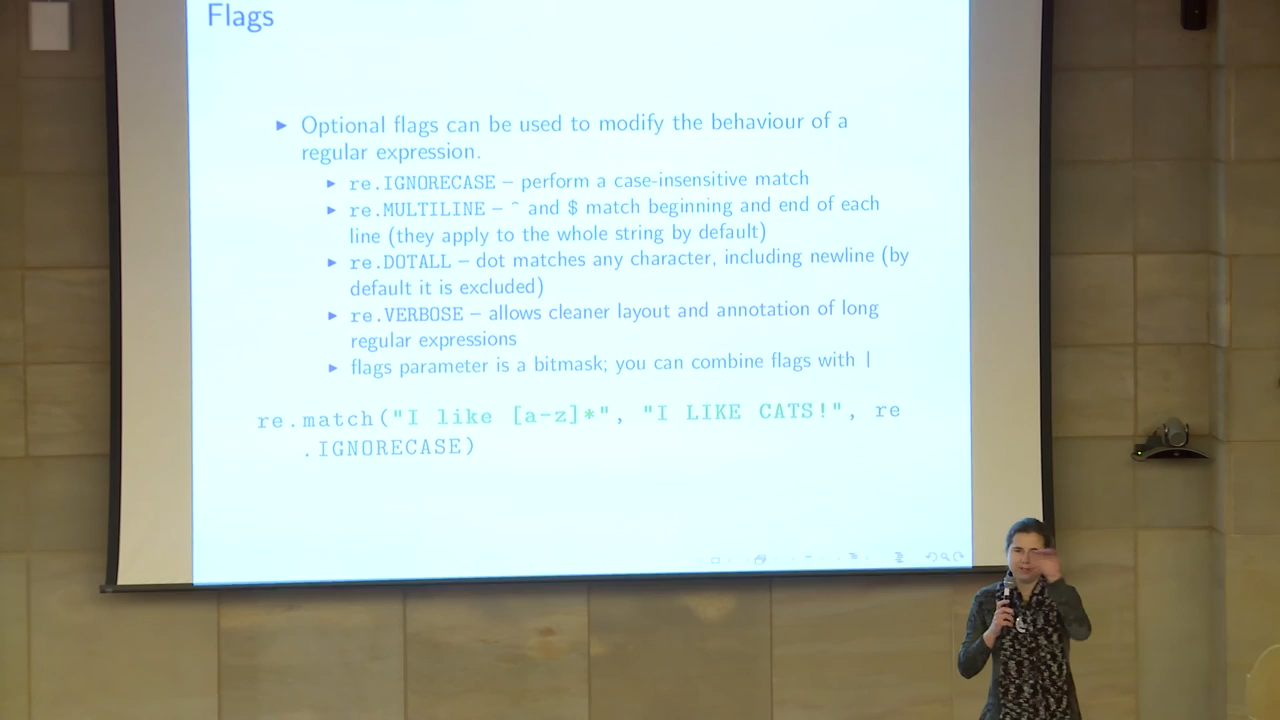 Flags
▶ Optional flags can be used to modify the behaviour of a
regular expression.
▶ re.IGNORECASE – perform a case-insensitive match
▶ re.MULTILINE – ^ and $ match beginning and end of each
line (they apply to the whole string by default)
▶ re.DOTALL – dot matches any character, including newline (by
default it is excluded)
▶ re.VERBOSE – allows cleaner layout and annotation of long
regular expressions
▶ flags parameter is a bitmask; you can combine flags with |
re.match("I like [a-z]*", "I LIKE CATS!", re
.IGNORECASE)